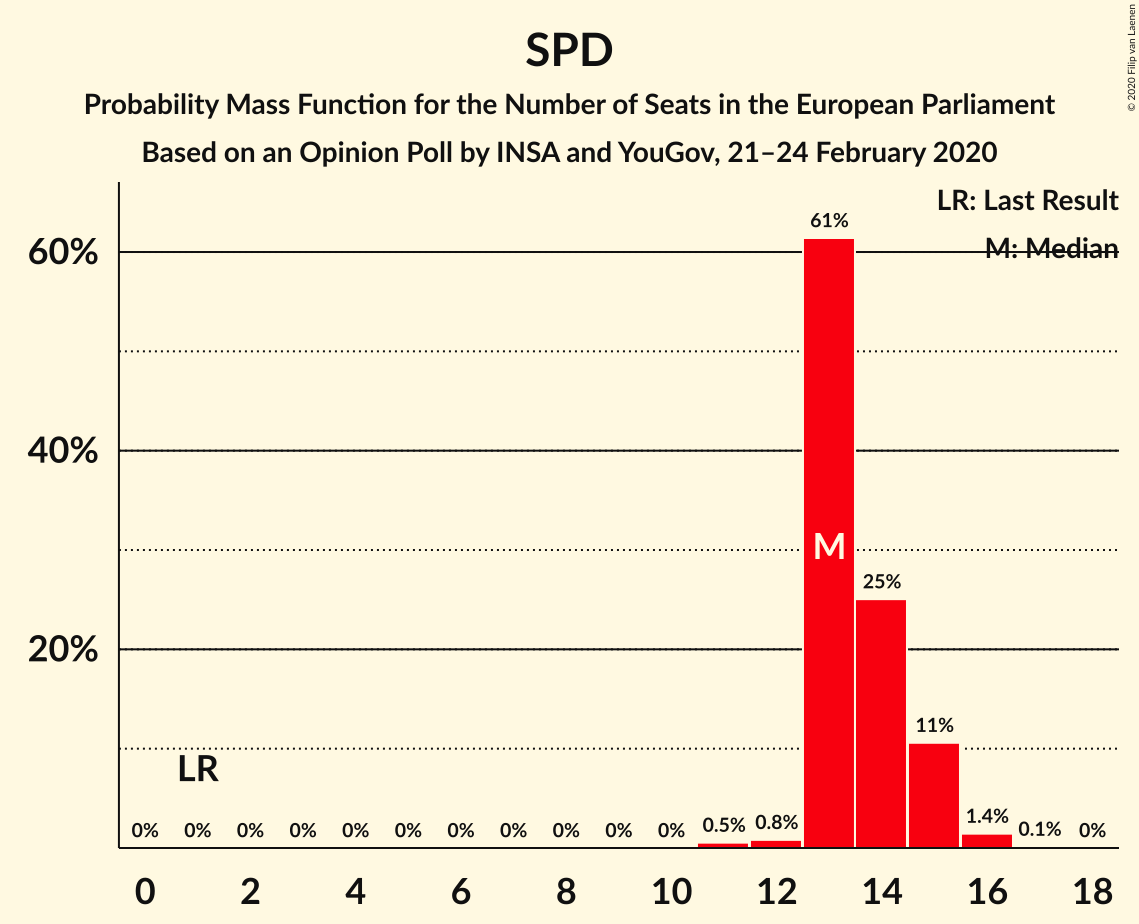 SPD
Probability Mass Function for the Number of Seats in the European Parliament
Based on an Opinion Poll by INSA and YouGov, 21–24 February 2020
© 2020 Filip van Laenen
LR: Last Result
M: Median
61%
60%
40%
M
25%
20%
11%
LR
0% 0% 0% 0% 0% 0% 0% 0% 0% 0% 0% 0.5% 0.8% 1.4% 0.1% 0%
0 2 4 6 8 10 12 14 16 18